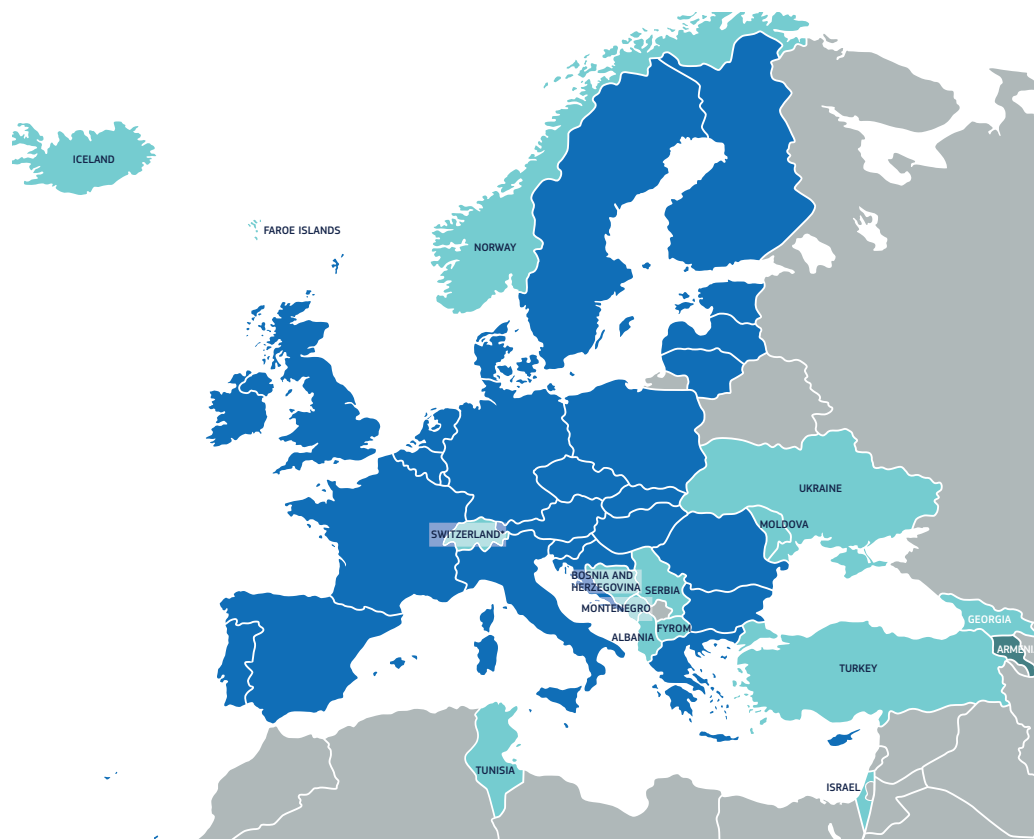 ICELAND
FAROE ISLANDS
NORWAY
UKRAINE
MOLDOVA
SWITZERLAND*
BOSNIA AND
HERZEGOVINA
SERBIA
MONTENEGRO
GEORGIA
FYROM
ALBANIA
ARMENI
TURKEY
TUNISIA
ISRAEL